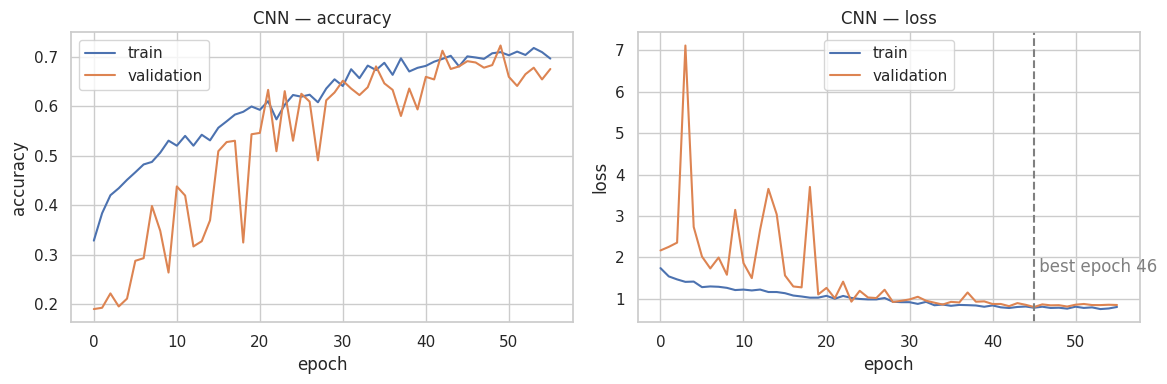 CNN — accuracy
train
validation
0.7
0.6
0.5
0.4
0.3
0.2
accuracy
0 10 20 30 40 50
epoch
CNN — loss
train
validation
7
6
5
4
3
2
1
loss
best epoch 46
0 10 20 30 40 50
epoch